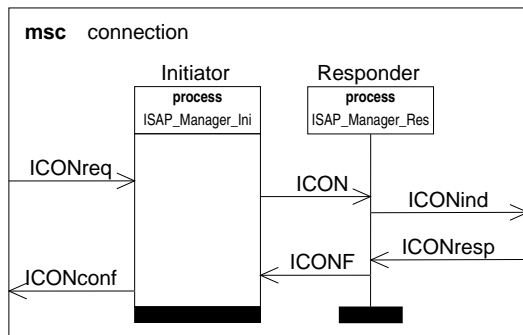 msc connection
Initiator Responder
process process
ISAP_Manager_Ini ISAP_Manager_Res
ICONreq
ICON
ICONind
ICONresp
ICONF
ICONconf